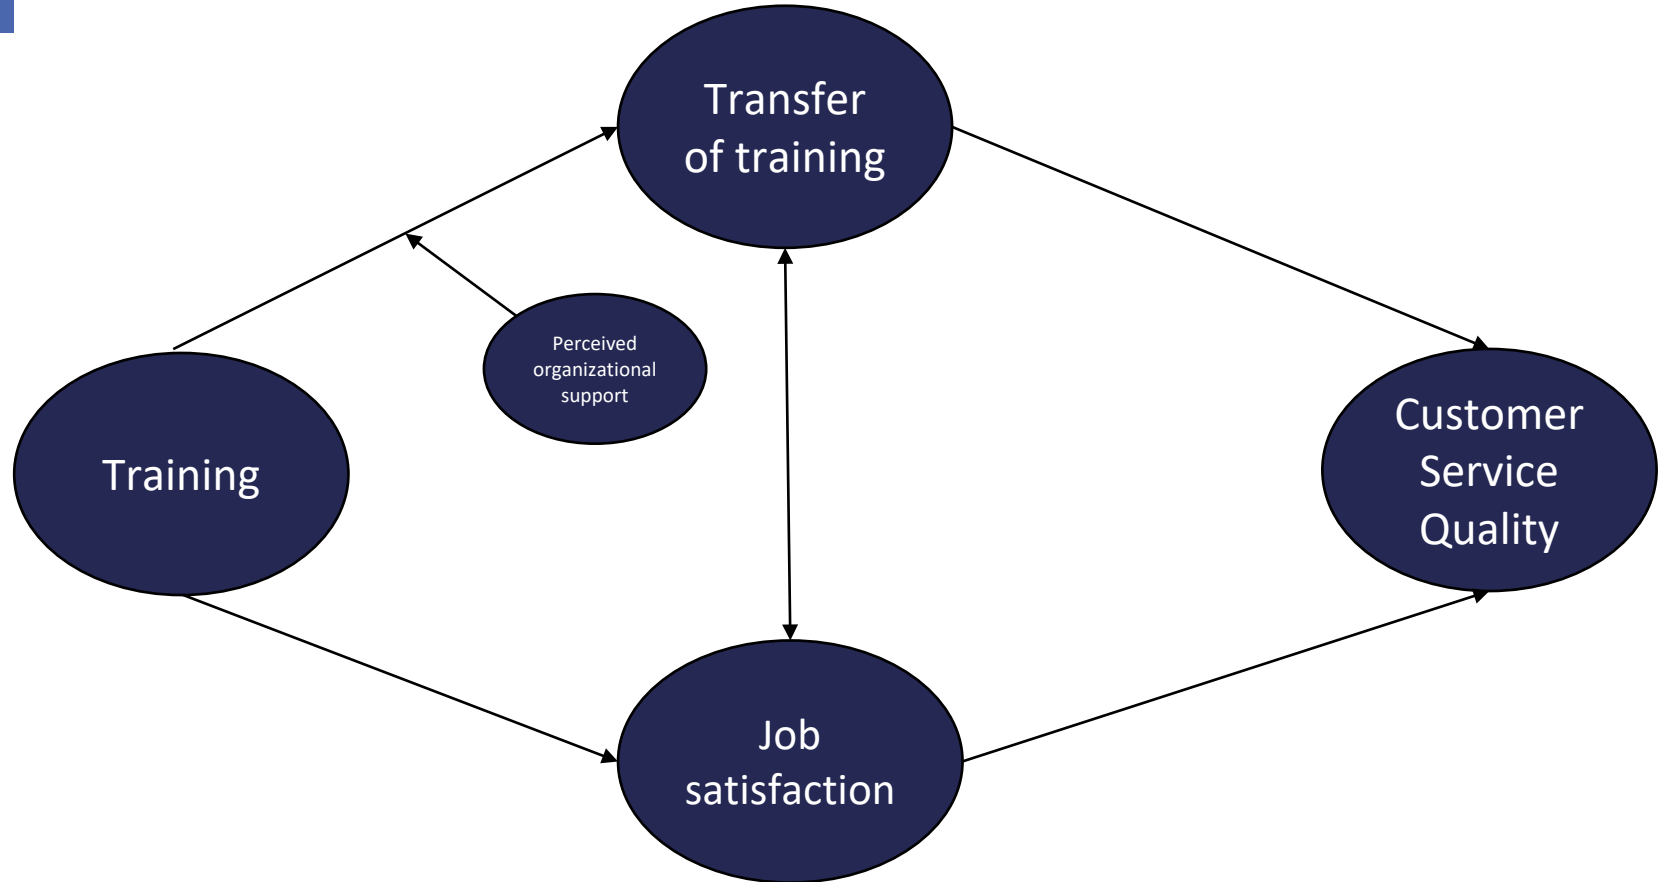 Transfer
of training
Perceived
organizational
support
Training
Customer
Service
Quality
Job
satisfaction